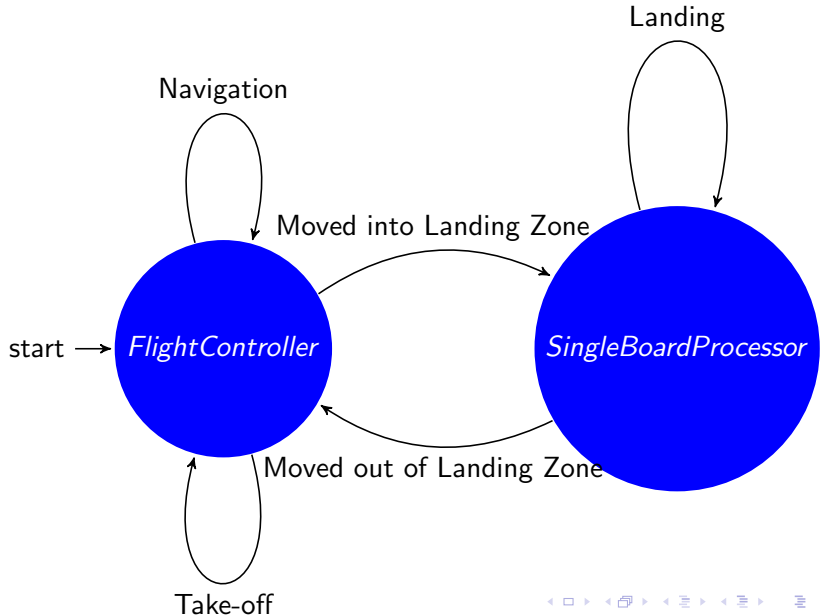 Landing
Navigation
Moved into Landing Zone
start
FlightController
SingleBoardProcessor
Moved out of Landing Zone
Take-off